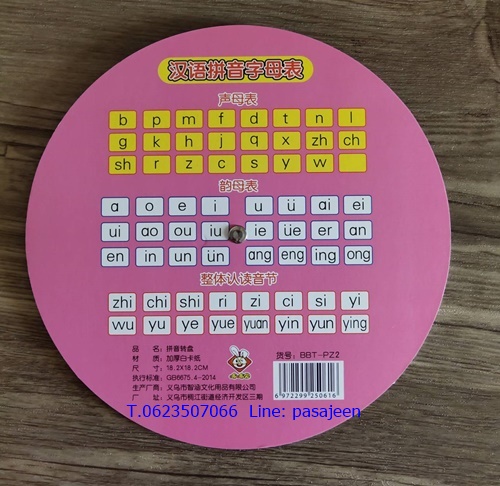 汉语拼音字母表
声母表
b p m f d t n l
g k h j q x zh ch
sh r z c s y w
韵母表
a o e i u ü ai ei
ui ao ou iu ie üe er an
en in un ün ang eng ing ong
整体认读音节
zhi chi shi ri zi ci si yi
wu yu ye yue yuan yin yun ying
品 名：拼音转盘
材 质：加厚白卡纸
尺 寸：18.2X18.2CM
执行标准：GB6675.4-2014
生产厂商：义乌市智涵文化用品有限公司
厂 址：义乌市稠江街道经济开发区三期
货号：BBT-PZ2
6972299250616
T.0623507066 Line: pasajeen